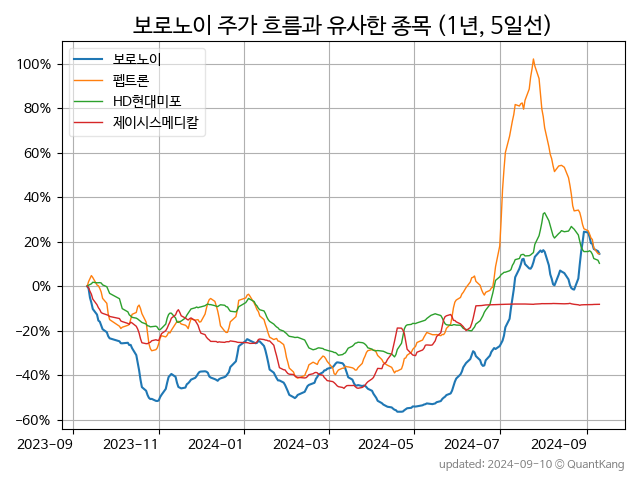 보로노이 주가 흐름과 유사한 종목 (1년, 5일선)
보로노이
펩트론
HD현대미포
제이시스메디칼
100%
80%
60%
40%
20%
0%
−20%
−40%
−60%
2023-09
2023-11
2024-01
2024-03
2024-05
2024-07
2024-09
updated: 2024-09-10 © QuantKang